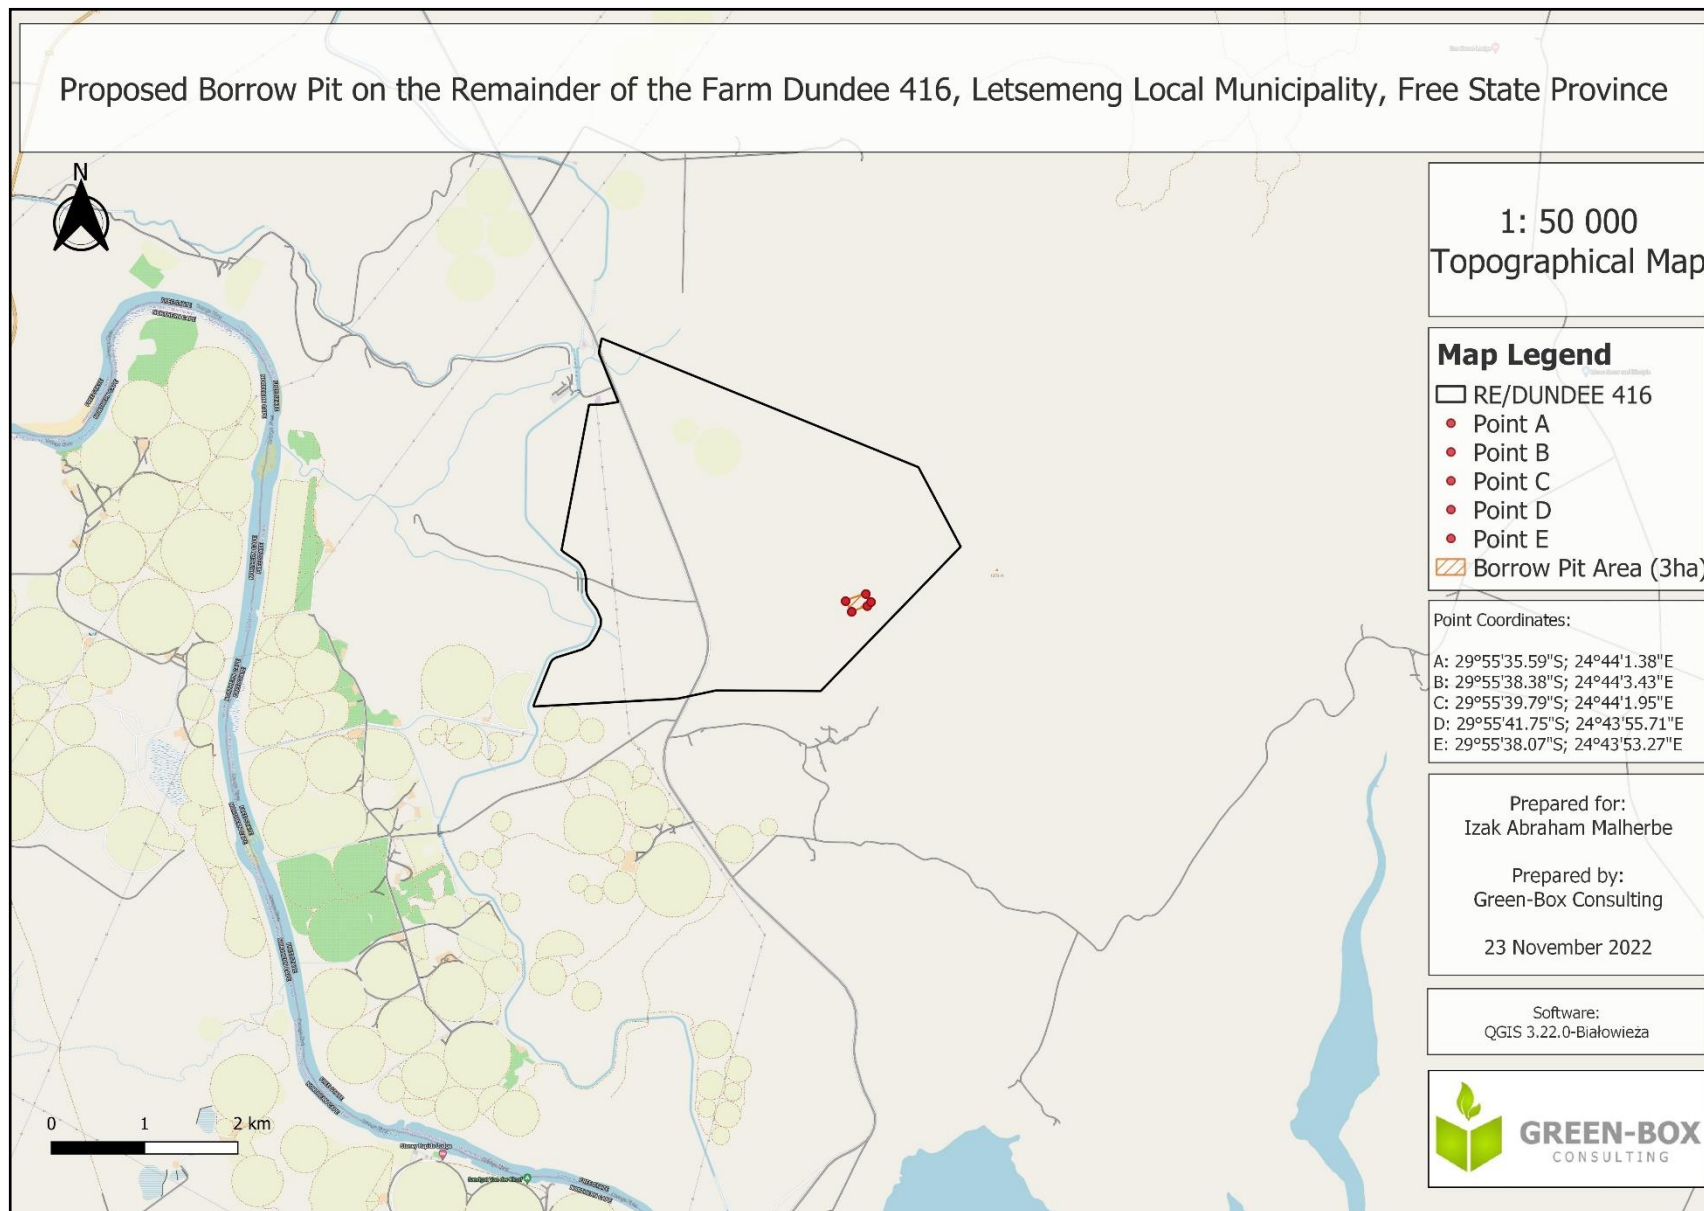 Proposed Borrow Pit on the Remainder of the Farm Dundee 416, Letsemeng Local Municipality, Free State Province
N
1: 50 000
Topographical Map
Map Legend
RE/DUNDEE 416
Point A
Point B
Point C
Point D
Point E
Borrow Pit Area (3ha)
Point Coordinates:
A: 29°55'35.59"S; 24°44'1.38"E
B: 29°55'38.38"S; 24°44'3.43"E
C: 29°55'39.79"S; 24°44'1.95"E
D: 29°55'41.75"S; 24°43'55.71"E
E: 29°55'38.07"S; 24°43'53.27"E
Prepared for:
Izak Abraham Malherbe
Prepared by:
Green-Box Consulting
23 November 2022
Software:
QGIS 3.22.0-Białowieża
GREEN-BOX
CONSULTING
0 1 2 km
FREE STATE
NORTHERN CAPE